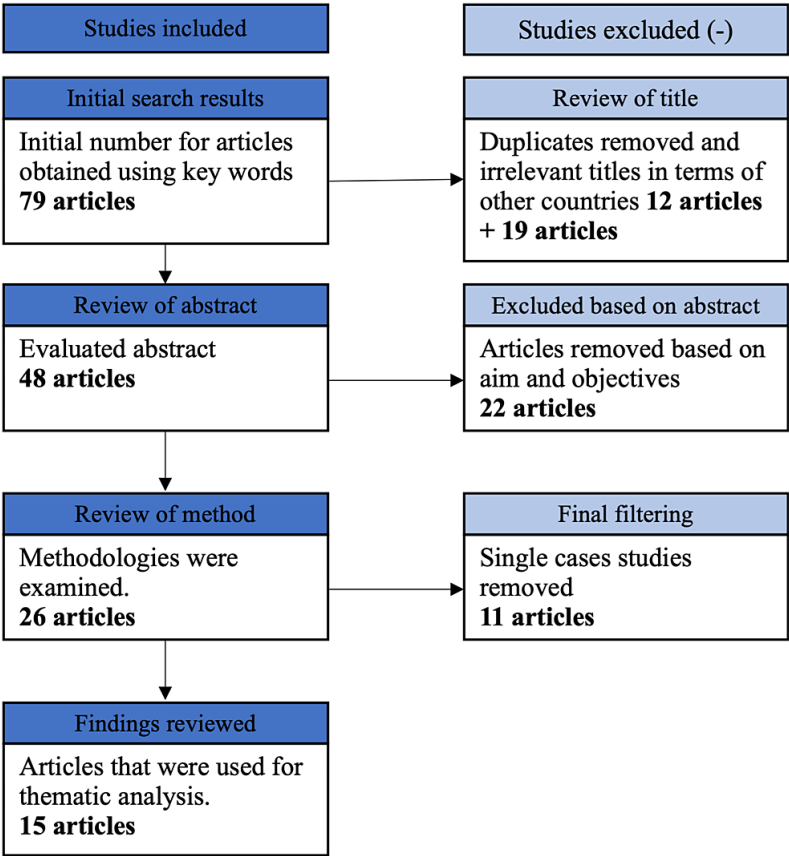 Studies included
Studies excluded (-)
Initial search results
Initial number for articles
obtained using key words
79 articles
Review of title
Duplicates removed and
irrelevant titles in terms of
other countries 12 articles
+ 19 articles
Review of abstract
Evaluated abstract
48 articles
Excluded based on abstract
Articles removed based on
aim and objectives
22 articles
Review of method
Methodologies were
examined.
26 articles
Final filtering
Single cases studies
removed
11 articles
Findings reviewed
Articles that were used for
thematic analysis.
15 articles